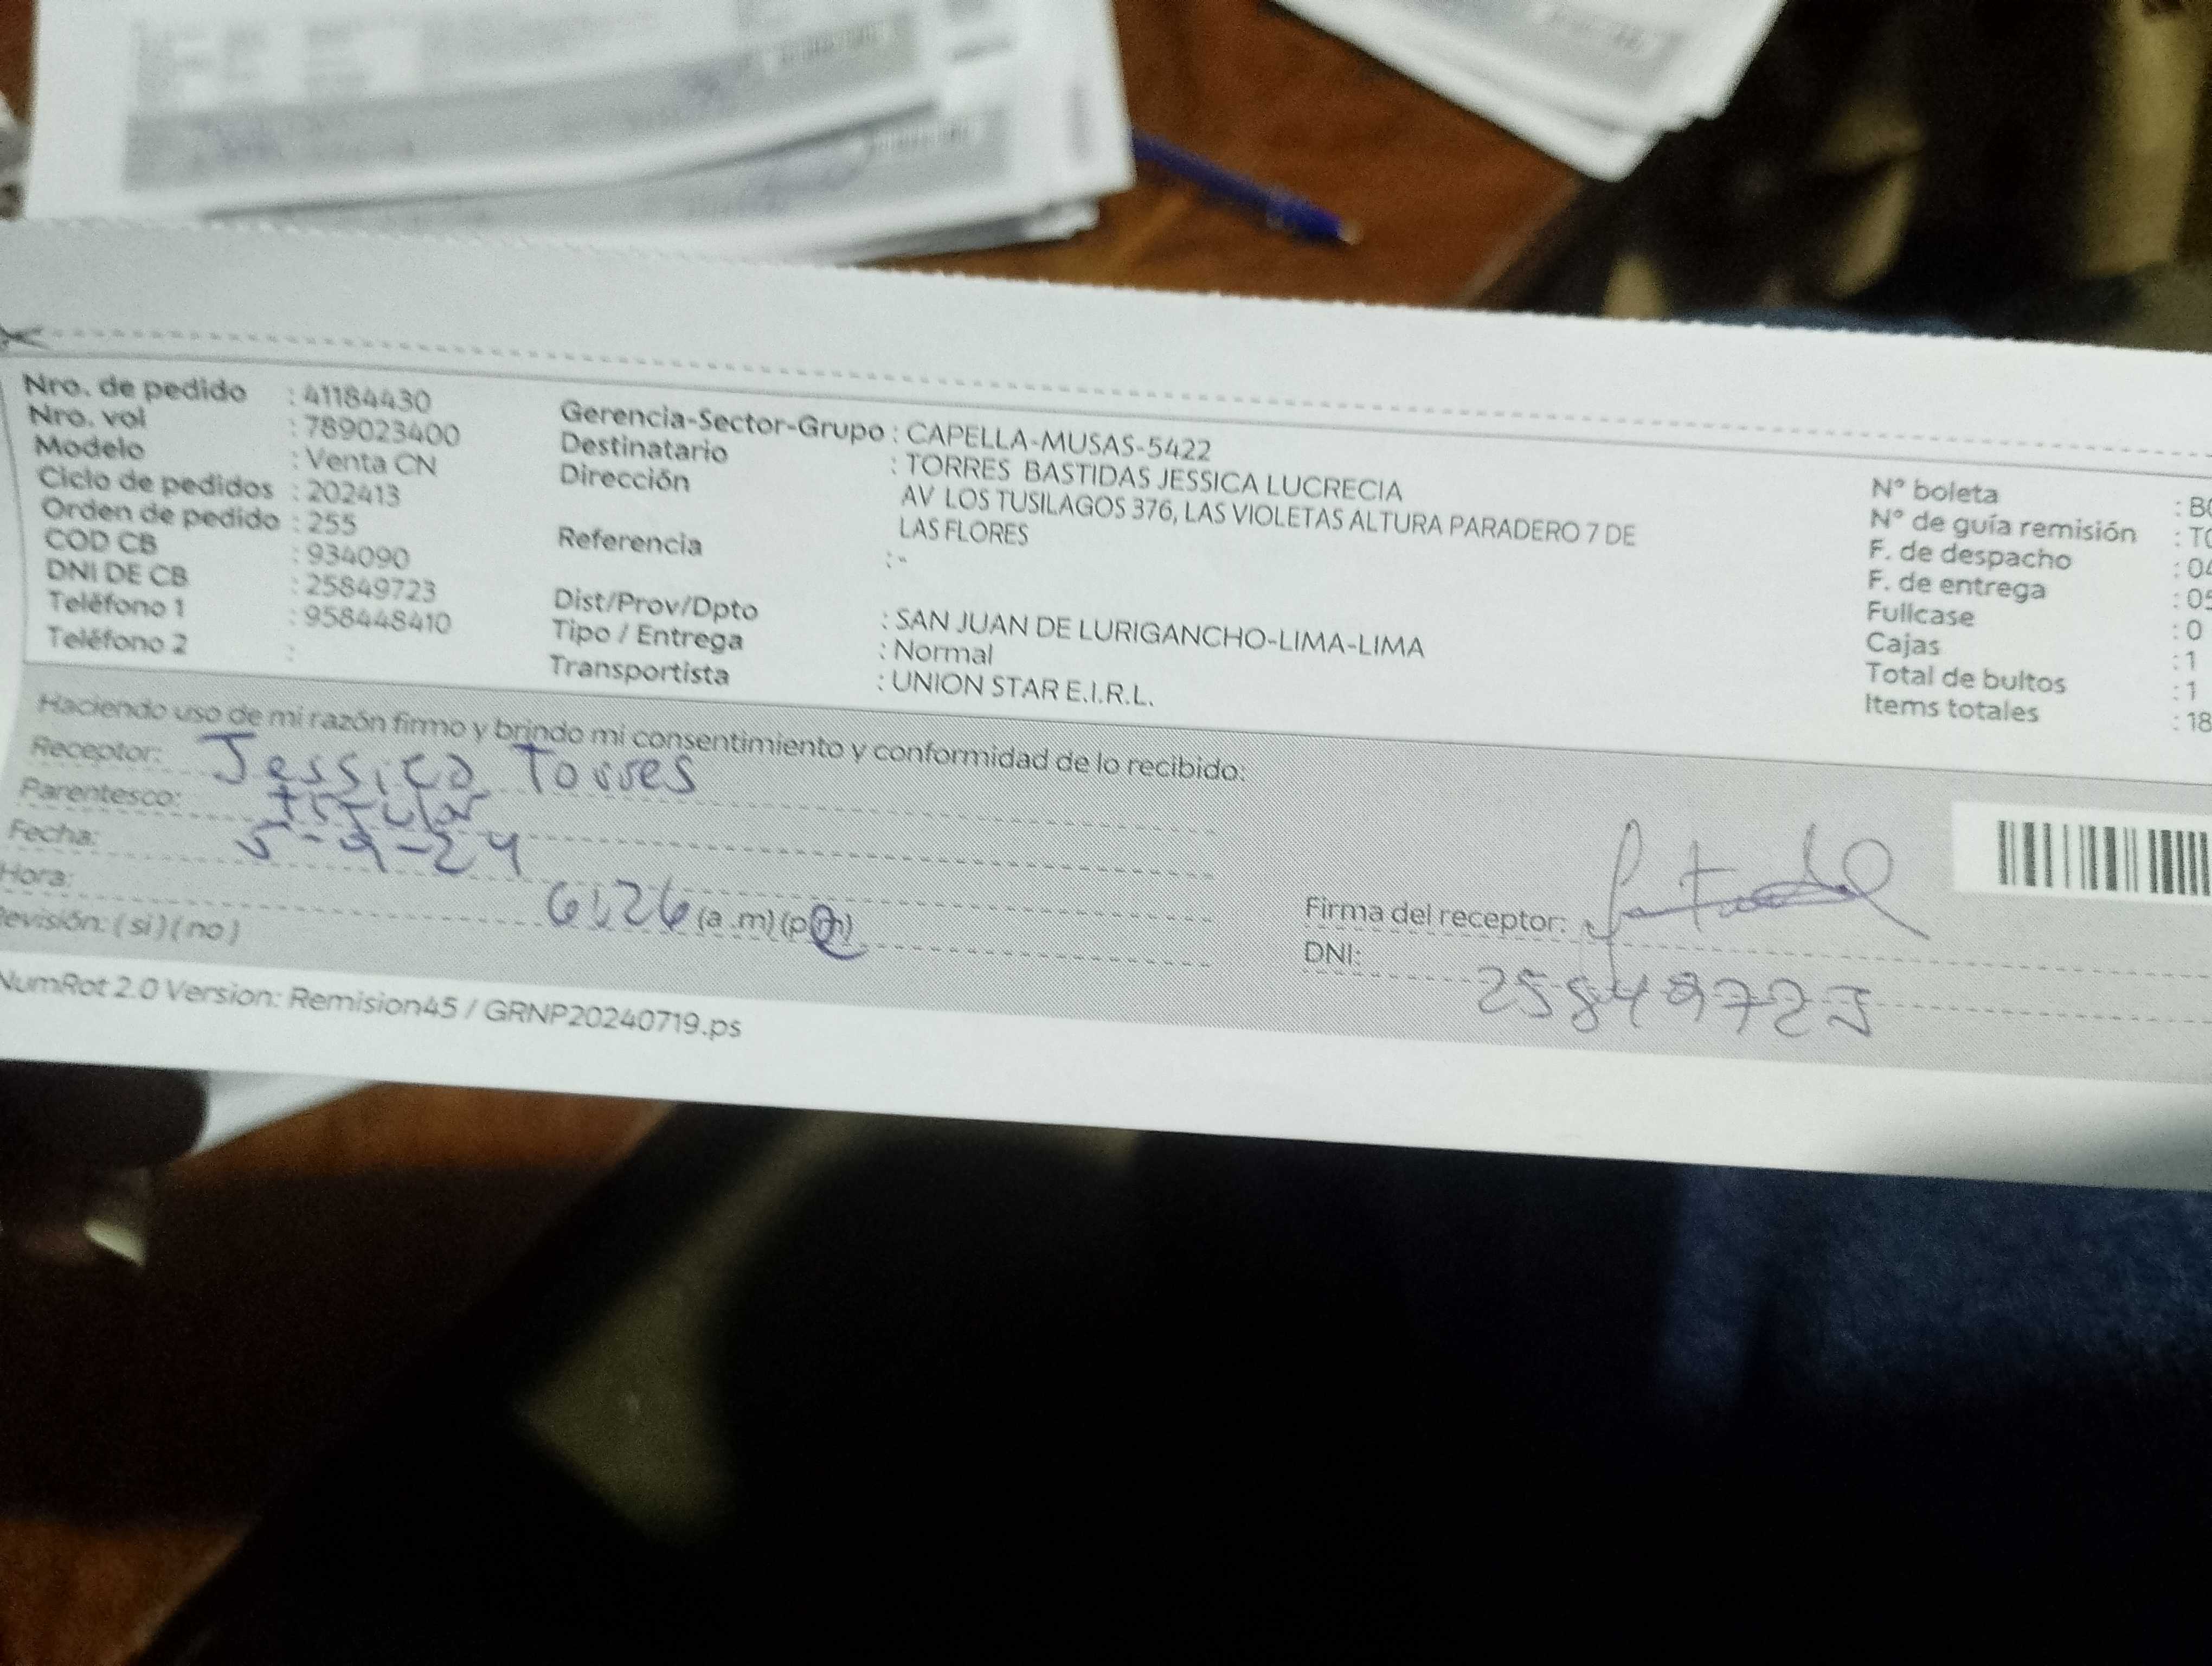 Nro. de pedido : 41184430
Nro. vol : 789023400
Modelo : Venta CN
Ciclo de pedidos : 202413
Orden de pedido : 255
COD CB : 934090
DNI DE CB : 25849723
Teléfono 1 : 958448410
Teléfono 2 :
Gerencia-Sector-Grupo : CAPELLA-MUSAS-5422
Destinatario : TORRES BASTIDAS JESSICA LUCRECIA
Dirección AV LOS TUSILAGOS 376, LAS VIOLETAS ALTURA PARADERO 7 DE
LAS FLORES
Referencia : -
Dist/Prov/Dpto : SAN JUAN DE LURIGANCHO-LIMA-LIMA
Tipo / Entrega : Normal
Transportista : UNION STAR E.I.R.L.
N° boleta : B
N° de guía remisión : T
F. de despacho : 04
F. de entrega : 05
Fullcase : 0
Cajas : 1
Total de bultos : 1
Items totales : 18
Haciendo uso de mi razón firmo y brindo mi consentimiento y conformidad de lo recibido:
Receptor: Jessica Torres
Parentesco: titular
Fecha: 5-9-24
Hora: 6:26 (a .m) (p m)
evisión: ( si ) ( no )
Firma del receptor:
DNI: 25849723
NumRot 2.0 Version: Remision45 / GRNP20240719.ps